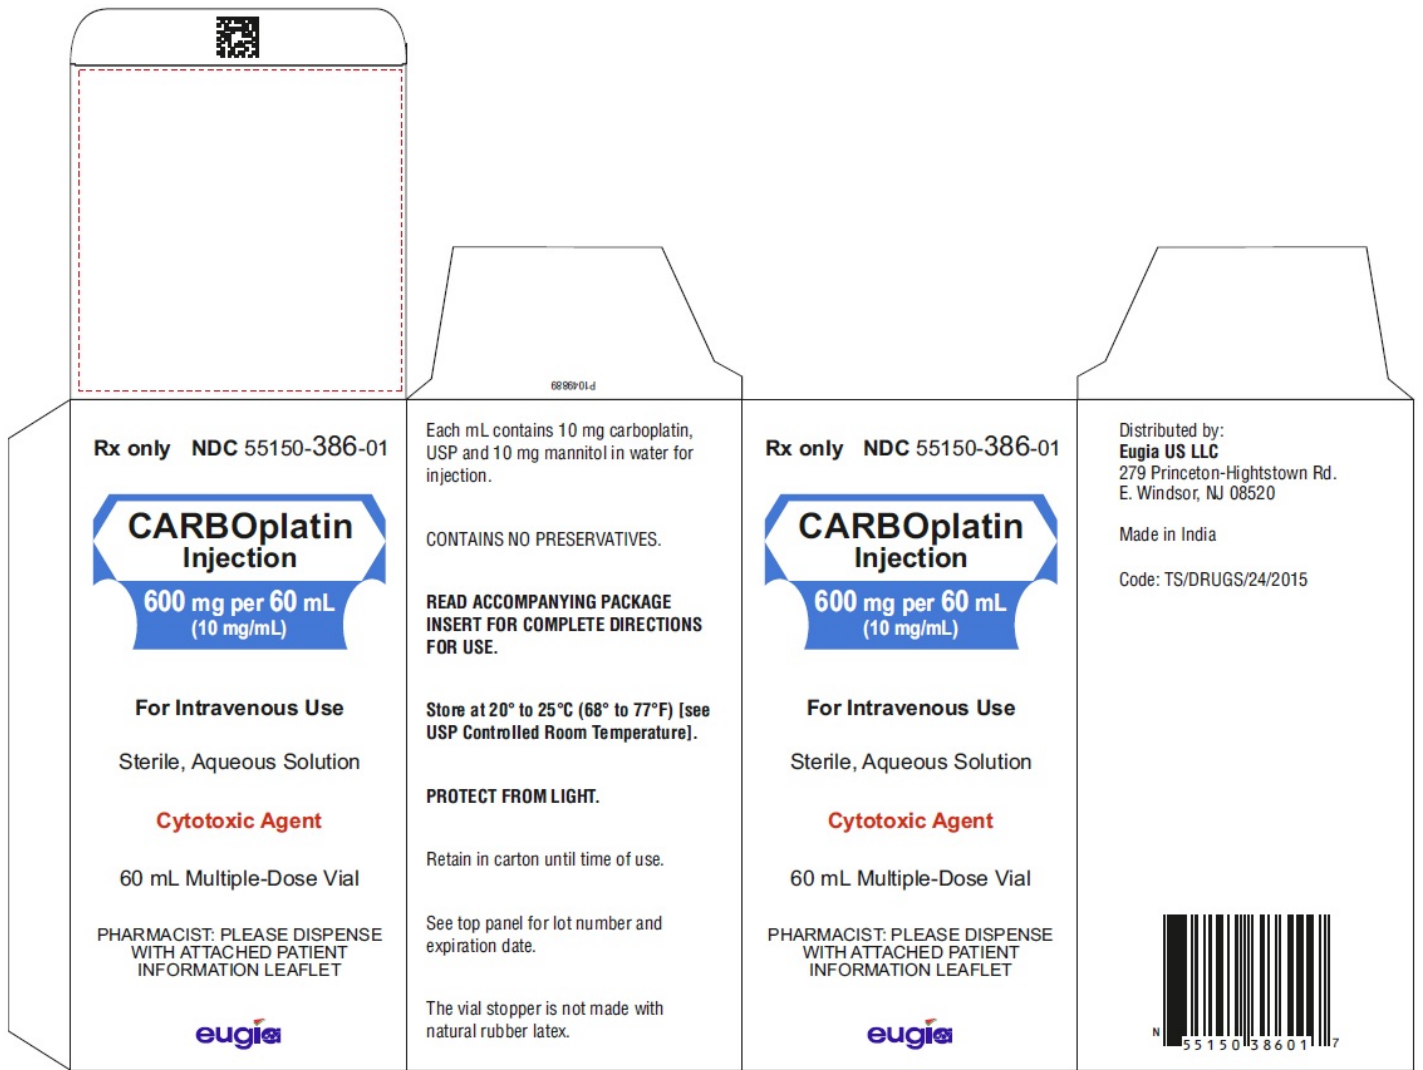 P1049889
Rx only NDC 55150-386-01
CARBOplatin
Injection
600 mg per 60 mL
(10 mg/mL)
For Intravenous Use
Sterile, Aqueous Solution
Cytotoxic Agent
60 mL Multiple-Dose Vial
PHARMACIST: PLEASE DISPENSE
WITH ATTACHED PATIENT
INFORMATION LEAFLET
eugia
Each mL contains 10 mg carboplatin,
USP and 10 mg mannitol in water for
injection.
CONTAINS NO PRESERVATIVES.
READ ACCOMPANYING PACKAGE
INSERT FOR COMPLETE DIRECTIONS
FOR USE.
Store at 20° to 25°C (68° to 77°F) [see
USP Controlled Room Temperature].
PROTECT FROM LIGHT.
Retain in carton until time of use.
See top panel for lot number and
expiration date.
The vial stopper is not made with
natural rubber latex.
Rx only NDC 55150-386-01
CARBOplatin
Injection
600 mg per 60 mL
(10 mg/mL)
For Intravenous Use
Sterile, Aqueous Solution
Cytotoxic Agent
60 mL Multiple-Dose Vial
PHARMACIST: PLEASE DISPENSE
WITH ATTACHED PATIENT
INFORMATION LEAFLET
eugia
Distributed by:
Eugia US LLC
279 Princeton-Hightstown Rd.
E. Windsor, NJ 08520
Made in India
Code: TS/DRUGS/24/2015
N 55150 38601 7